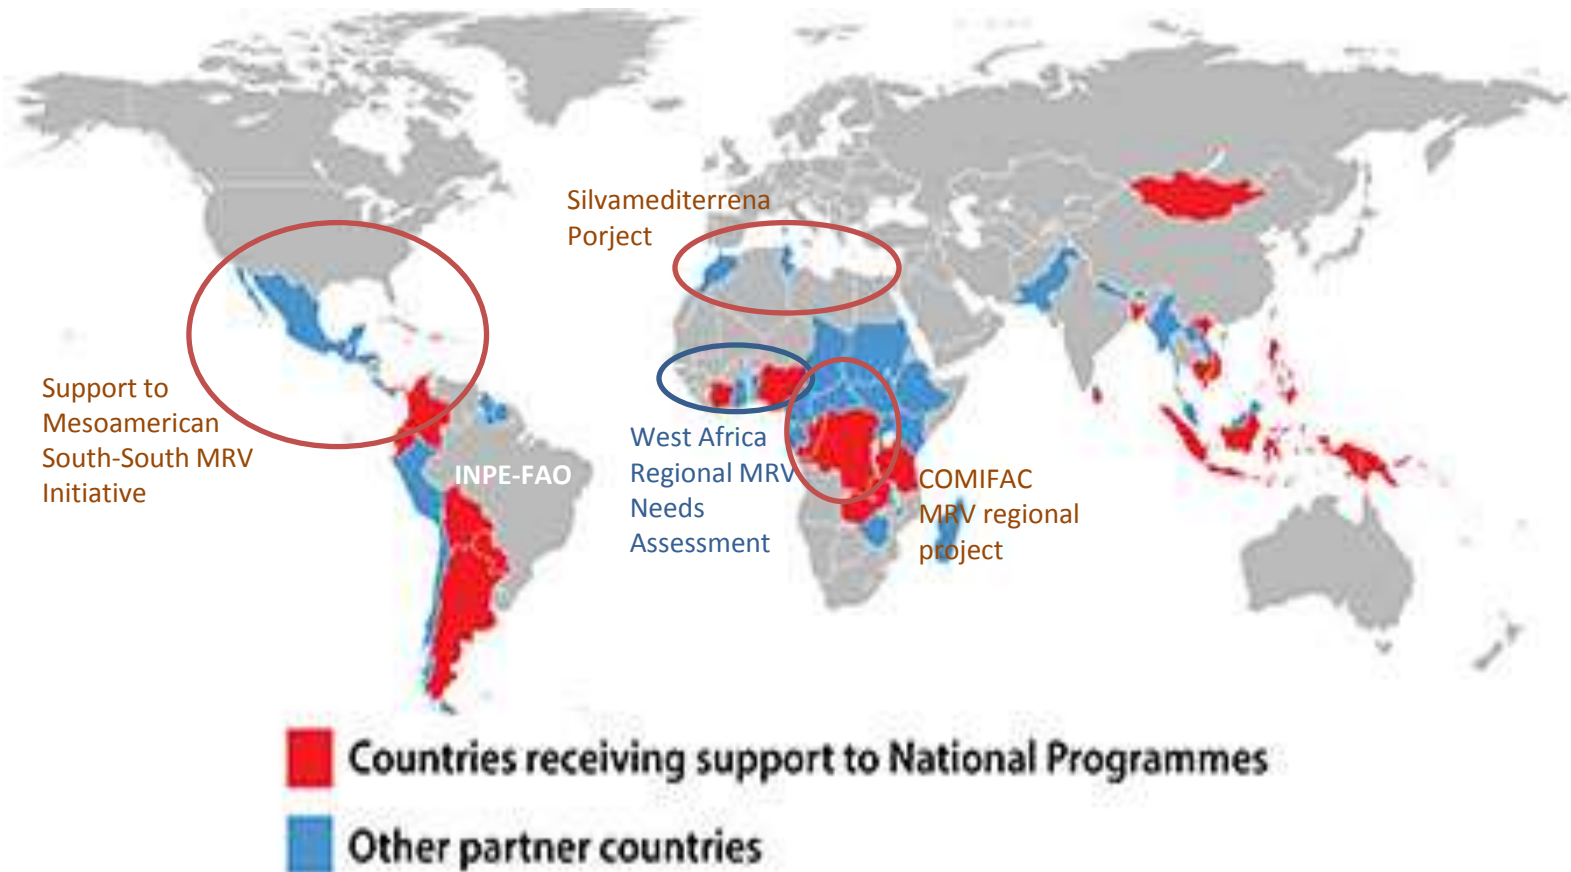 Silvamediterrena
Porject
Support to
Mesoamerican
South-South MRV
Initiative
INPE-FAO
West Africa
Regional MRV
Needs
Assessment
COMIFAC
MRV regional
project
Countries receiving support to National Programmes
Other partner countries